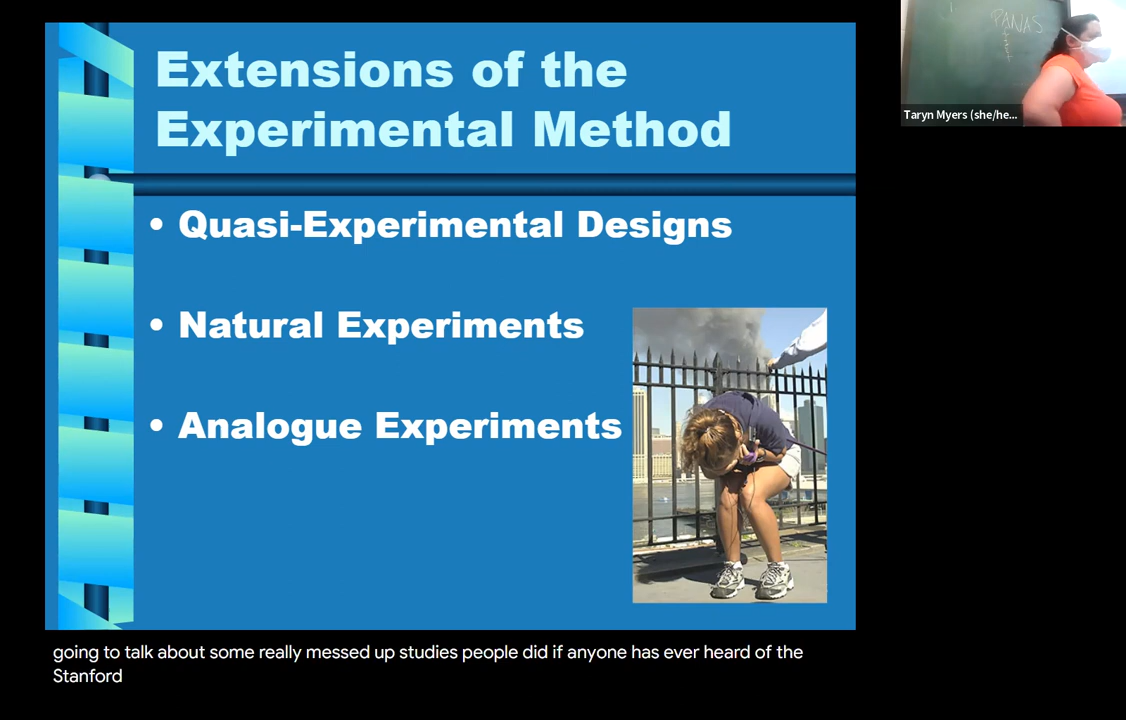 Extensions of the
Experimental Method
• Quasi-Experimental Designs
• Natural Experiments
• Analogue Experiments
PANAS
Taryn Myers (she/he...
going to talk about some really messed up studies people did if anyone has ever heard of the
Stanford